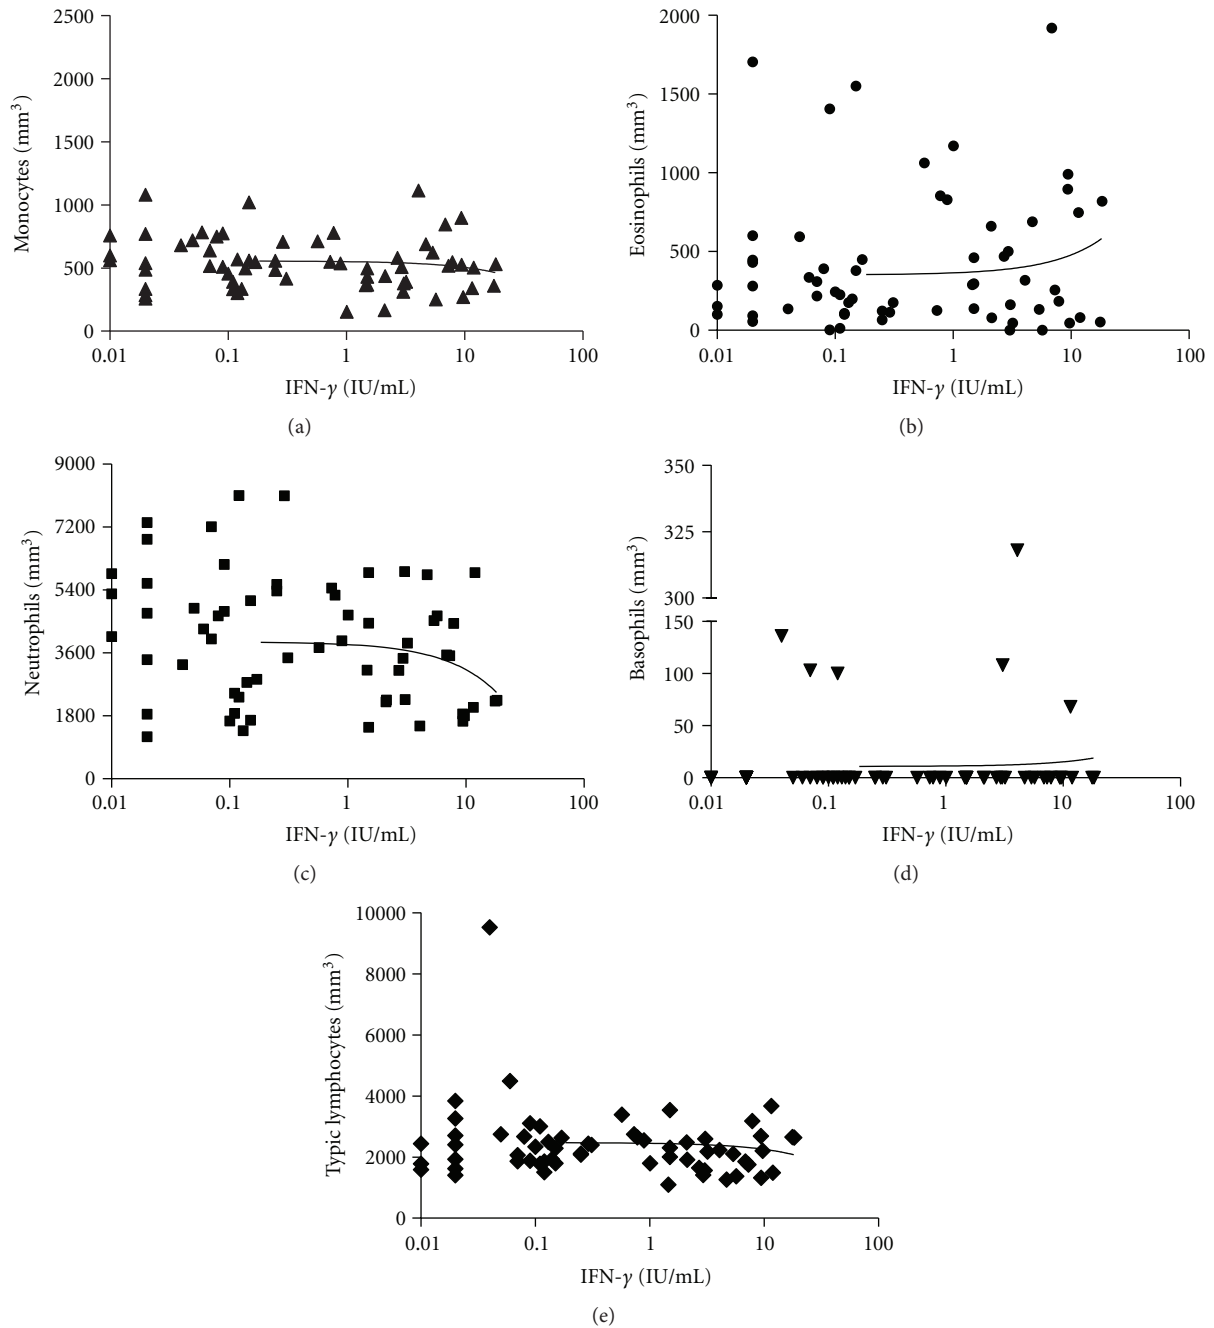 2500
2000
1500
1000
500
0
Monocytes (mm³)
0.01 0.1 1 10 100
IFN-γ (IU/mL)
(a)
2000
1500
1000
500
0
Eosinophils (mm³)
0.01 0.1 1 10 100
IFN-γ (IU/mL)
(b)
9000
7200
5400
3600
1800
0
Neutrophils (mm³)
0.01 0.1 1 10 100
IFN-γ (IU/mL)
(c)
350
325
300
150
100
50
0
Basophils (mm³)
0.01 0.1 1 10 100
IFN-γ (IU/mL)
(d)
10000
8000
6000
4000
2000
0
Typic lymphocytes (mm³)
0.01 0.1 1 10 100
IFN-γ (IU/mL)
(e)